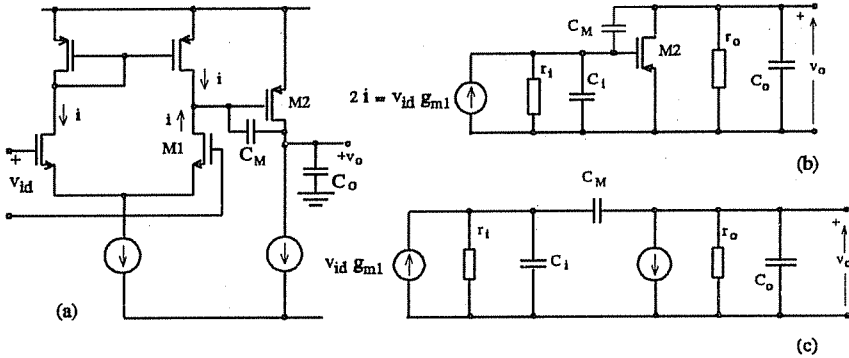 i
i
i
M2
M1
C_M
+
v_id
+v_o
C_o
(a)
C_M
M2
2 i = v_id g_m1
r_i
C_i
r_o
C_o
+
v_o
(b)
C_M
v_id g_m1
r_i
C_i
r_o
C_o
+
v_o
(c)